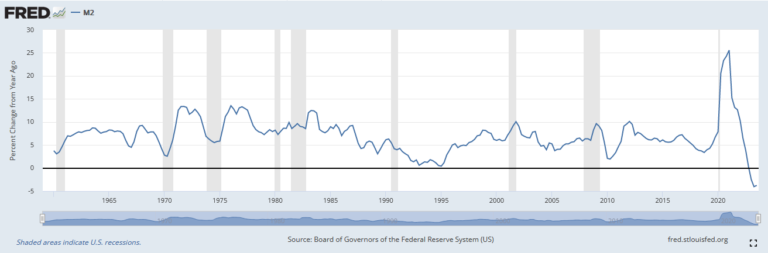 FRED
M2
Percent Change from Year Ago
30
25
20
15
10
5
0
-5
1965 1970 1975 1980 1985 1990 1995 2000 2005 2010 2015 2020
Shaded areas indicate U.S. recessions.
Source: Board of Governors of the Federal Reserve System (US)
fred.stlouisfed.org